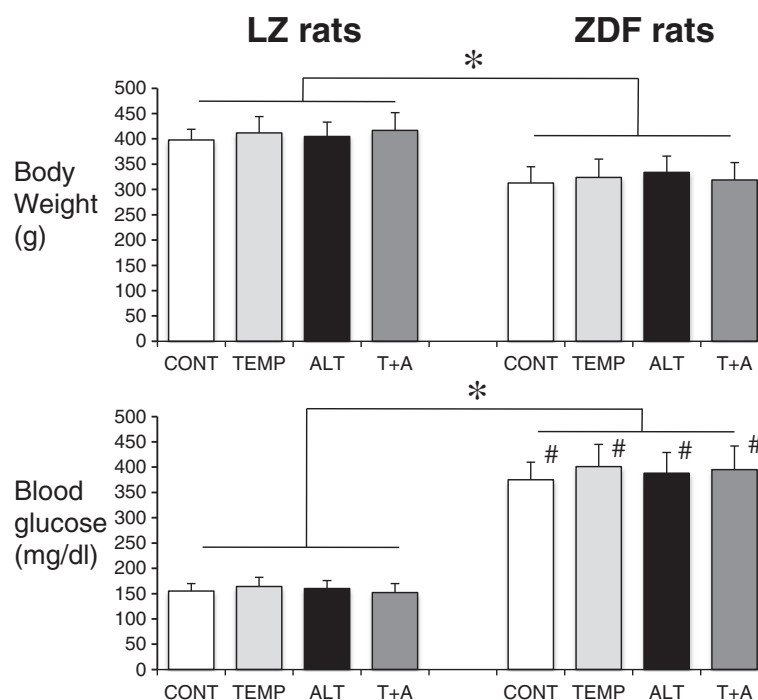 LZ rats ZDF rats
*
500
450
400
350
300
250
200
150
100
50
0
Body
Weight
(g)
CONT TEMP ALT T+A CONT TEMP ALT T+A
*
500
450
400
350
300
250
200
150
100
50
0
Blood
glucose
(mg/dl)
# # # #
CONT TEMP ALT T+A CONT TEMP ALT T+A